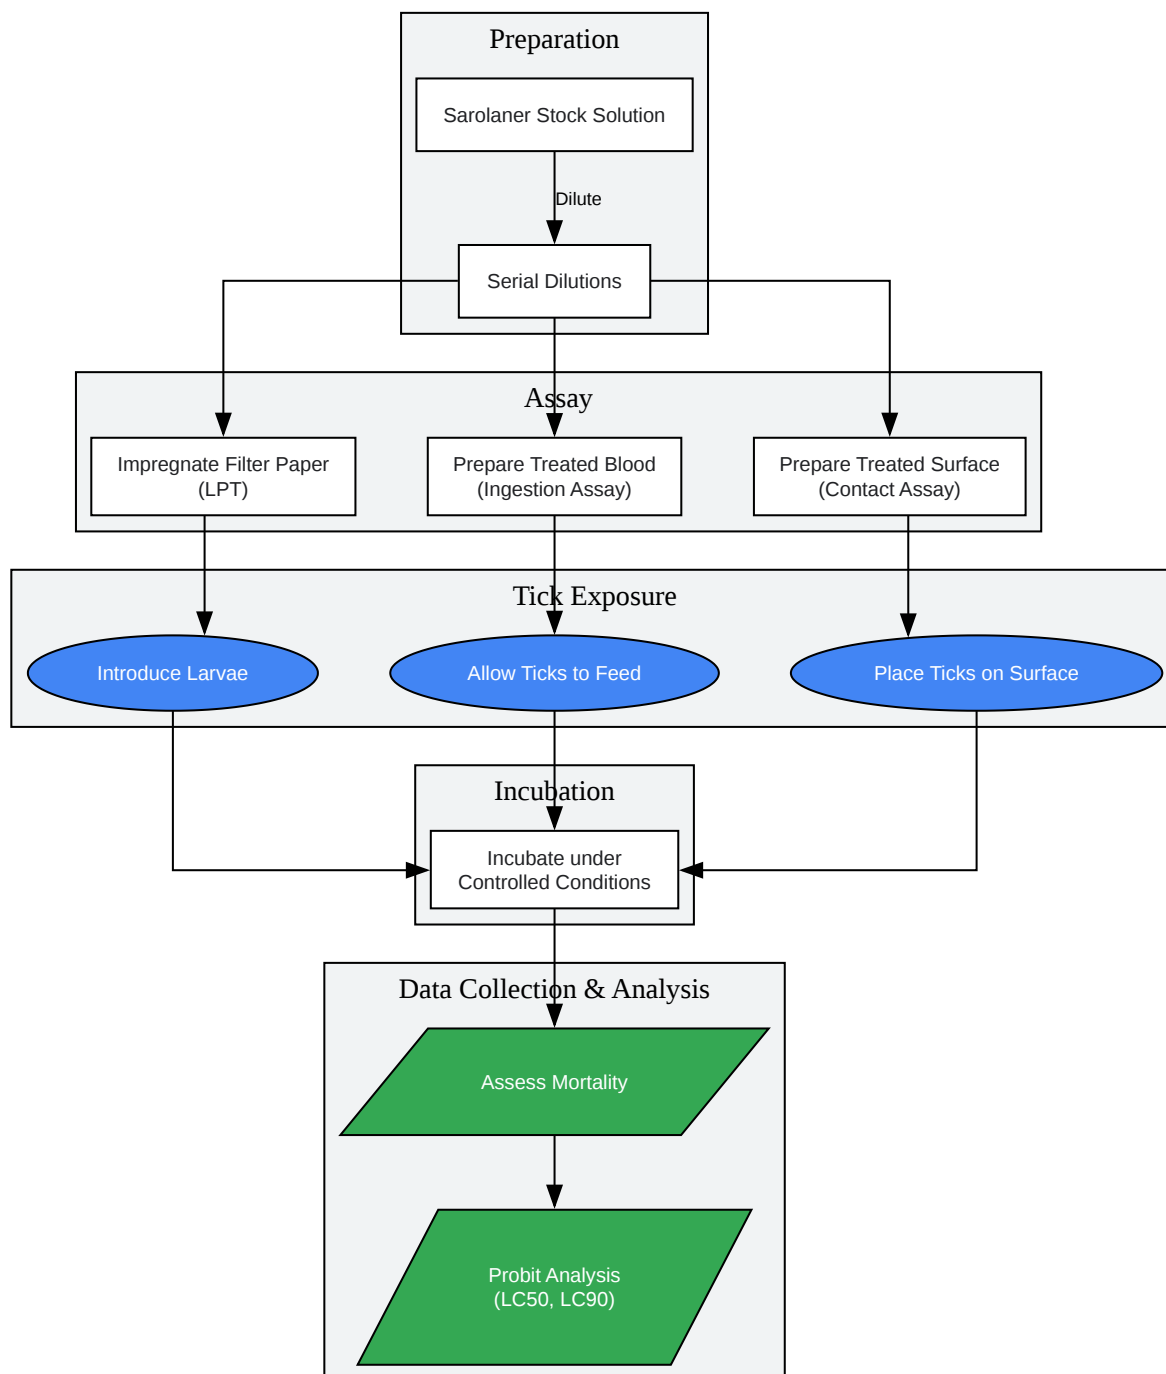 Preparation
Sarolaner Stock Solution
Dilute
Serial Dilutions
Assay
Impregnate Filter Paper
(LPT)
Prepare Treated Blood
(Ingestion Assay)
Prepare Treated Surface
(Contact Assay)
Tick Exposure
Introduce Larvae
Allow Ticks to Feed
Place Ticks on Surface
Incubation
Incubate under
Controlled Conditions
Data Collection & Analysis
Assess Mortality
Probit Analysis
(LC50, LC90)